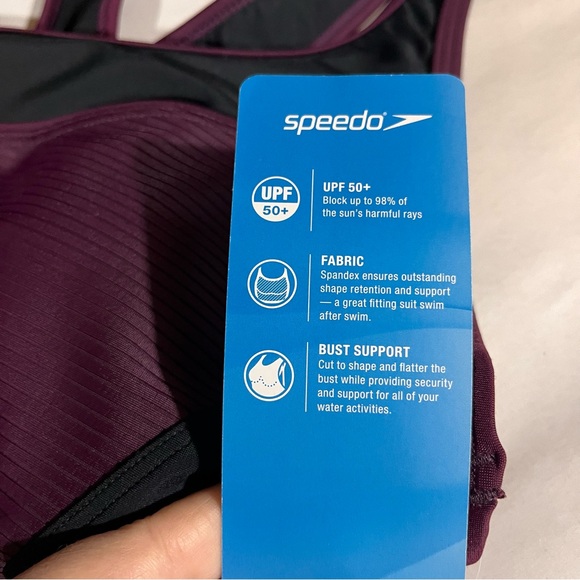 speedo
UPF
50+
UPF 50+
Block up to 98% of
the sun's harmful rays
FABRIC
Spandex ensures outstanding
shape retention and support
— a great fitting suit swim
after swim.
BUST SUPPORT
Cut to shape and flatter the
bust while providing security
and support for all of your
water activities.